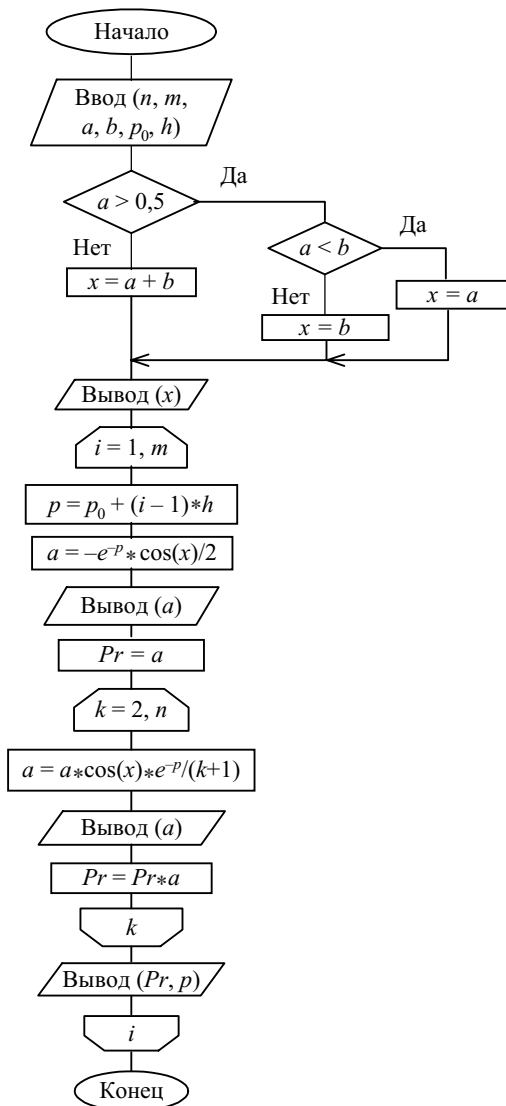 Начало
Ввод (n, m,
a, b, p₀, h)
a > 0,5
Да
Нет
x = a + b
a < b
Да
Нет
x = a
x = b
Вывод (x)
i = 1, m
p = p₀ + (i – 1)*h
a = –e⁻ᵖ * cos(x)/2
Вывод (a)
Pr = a
k = 2, n
a = a*cos(x)*e⁻ᵖ/(k+1)
Вывод (a)
Pr = Pr*a
k
Вывод (Pr, p)
i
Конец